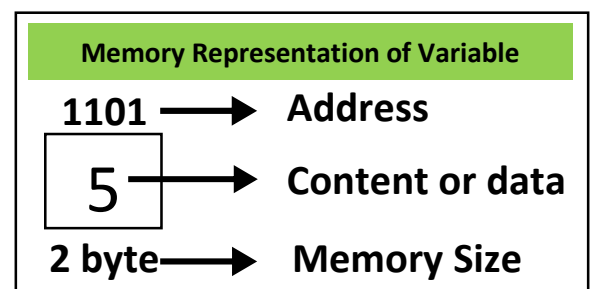 Memory Representation of Variable
1101 Address
5 Content or data
2 byte Memory Size